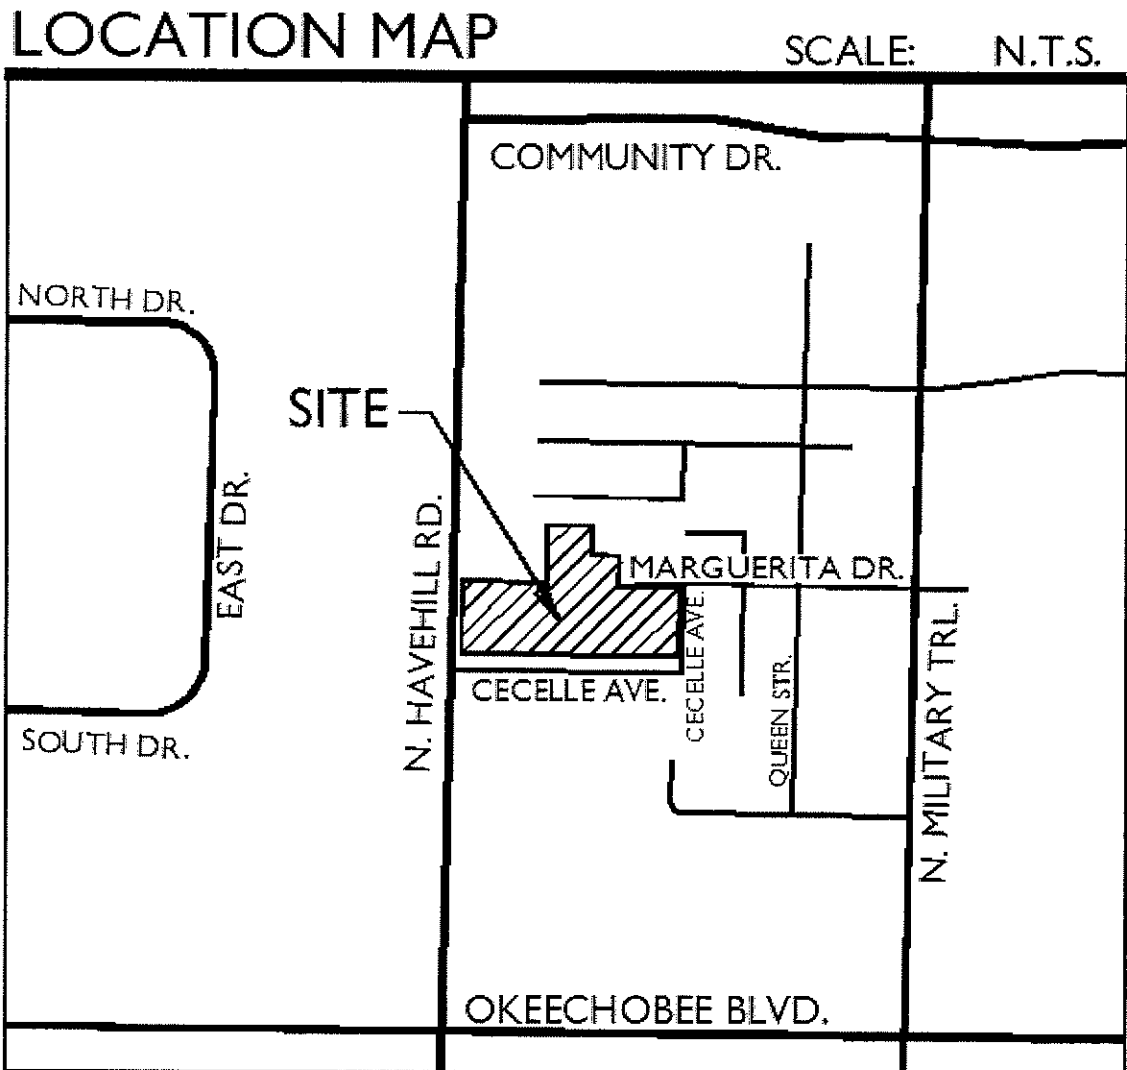 LOCATION MAP
SCALE: N.T.S.
COMMUNITY DR.
NORTH DR.
SITE
EAST DR.
N. HAVEHILL RD.
MARGUERITA DR.
CECELLE AVE.
CECELLE AVE.
QUEEN STR.
N. MILITARY TRL.
SOUTH DR.
OKEECHOBEE BLVD.